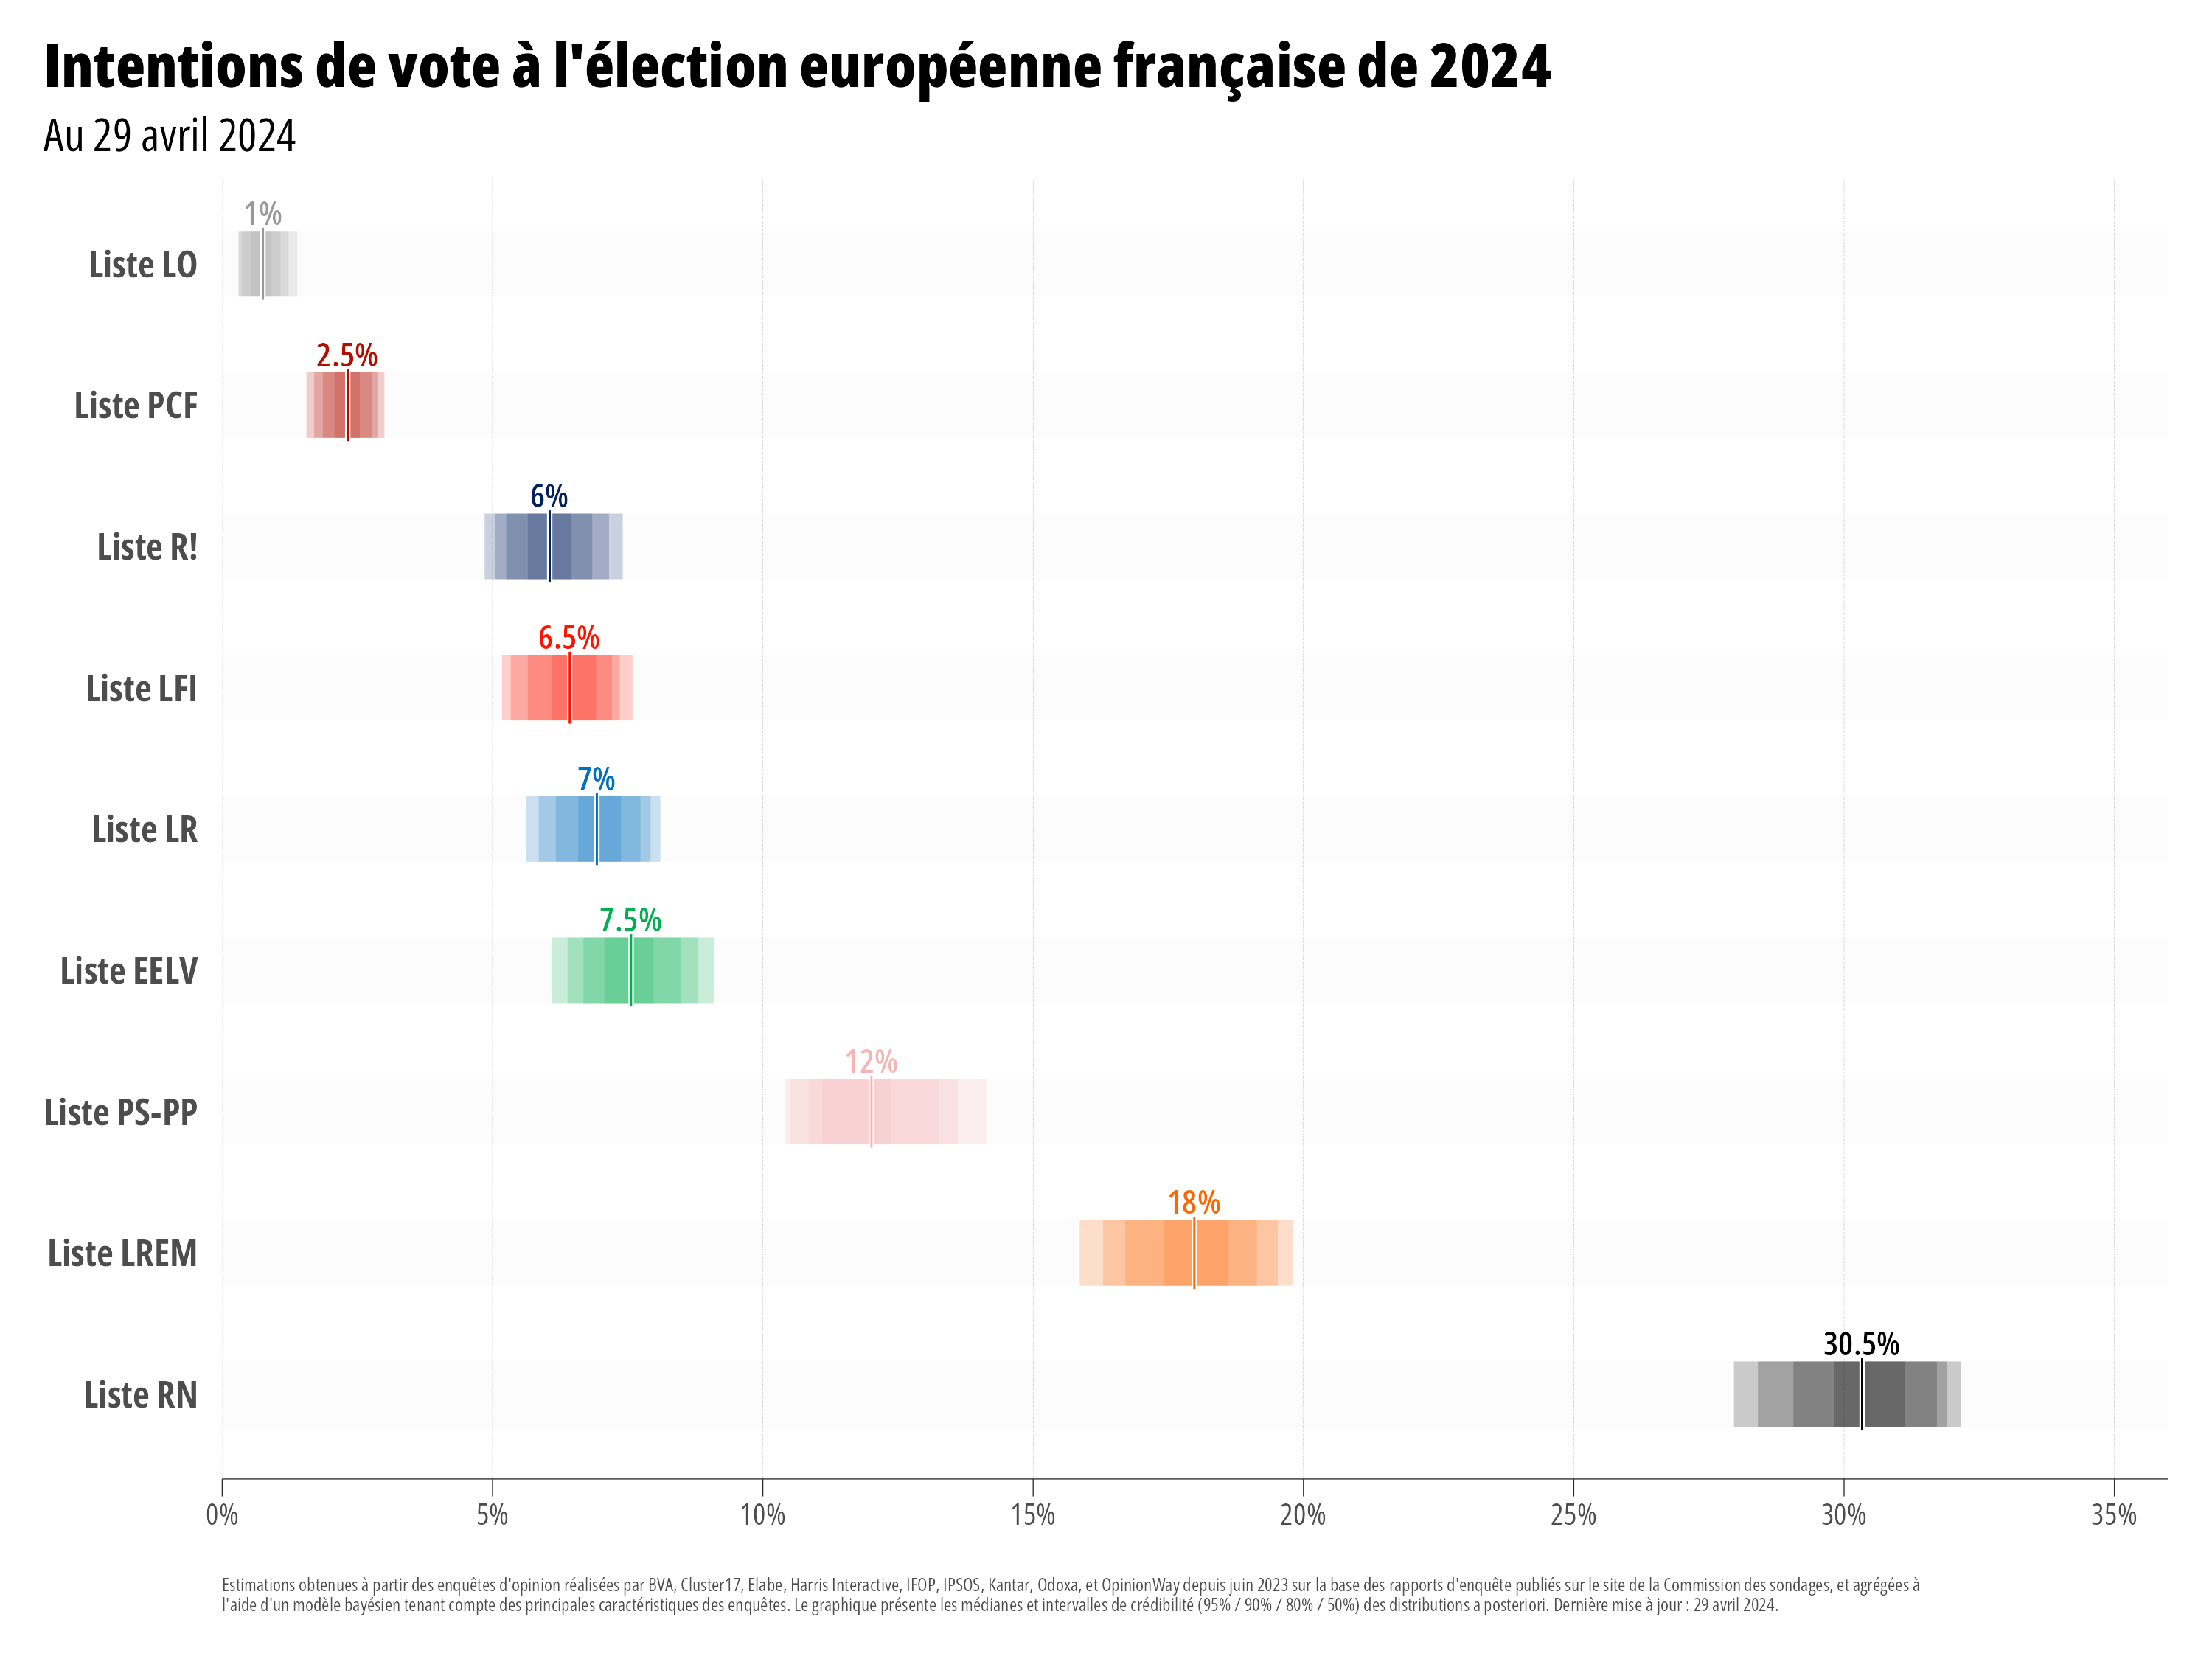 Intentions de vote à l'élection européenne française de 2024
Au 29 avril 2024
1%
Liste LO
2.5%
Liste PCF
6%
Liste R!
6.5%
Liste LFI
7%
Liste LR
7.5%
Liste EELV
12%
Liste PS-PP
18%
Liste LREM
30.5%
Liste RN
0% 5% 10% 15% 20% 25% 30% 35%
Estimations obtenues à partir des enquêtes d'opinion réalisées par BVA, Cluster17, Elabe, Harris Interactive, IFOP, IPSOS, Kantar, Odoxa, et OpinionWay depuis juin 2023 sur la base des rapports d'enquête publiés sur le site de la Commission des sondages, et agrégées à
l'aide d'un modèle bayésien tenant compte des principales caractéristiques des enquêtes. Le graphique présente les médianes et intervalles de crédibilité (95% / 90% / 80% / 50%) des distributions a posteriori. Dernière mise à jour : 29 avril 2024.